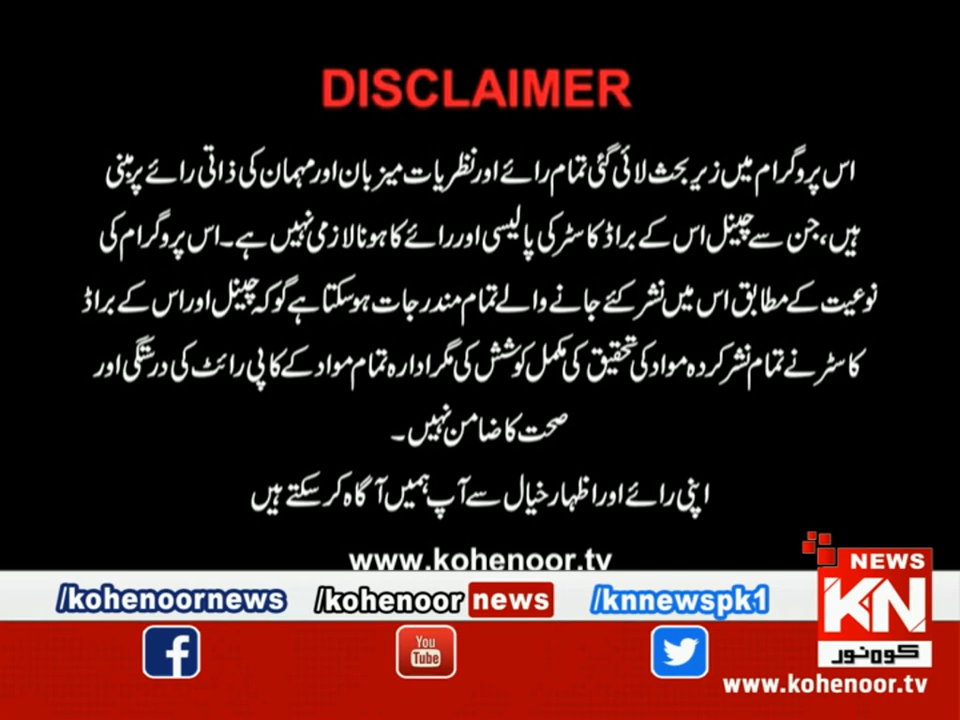 DISCLAIMER
اس پروگرام میں زیرِ بحث لائی گئی تمام رائے اور نظریات میزبان اور مہمان کی ذاتی رائے پر مبنی
ہیں، جن سے چینل اس کے براڈ کاسٹر کی پالیسی اور رائے کا ہونا لازمی نہیں ہے۔ اس پروگرام کی
نوعیت کے مطابق اس میں نشر کئے جانے والے تمام مندرجات ہو سکتا ہے گو کہ چینل اور اس کے براڈ
کاسٹر نے تمام نشر کردہ مواد کی تحقیق کی مکمل کوشش کی مگر ادارہ تمام مواد کے کاپی رائٹ کی درستگی اور
صحت کا ضامن نہیں۔
اپنی رائے اور اظہار خیال سے آپ ہمیں آگاہ کر سکتے ہیں
www.kohenoor.tv
/kohenoornews /kohenoor news /knnewspk1
You Tube
NEWS
KN
کوہ نور
www.kohenoor.tv